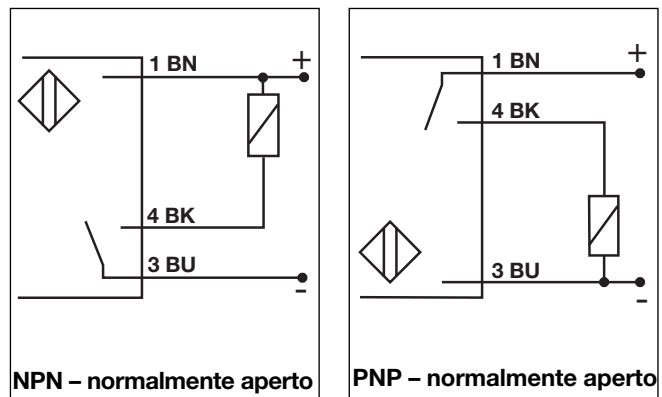 1 BN
+
4 BK
3 BU
-
NPN – normalmente aperto
1 BN
+
4 BK
3 BU
-
PNP – normalmente aperto